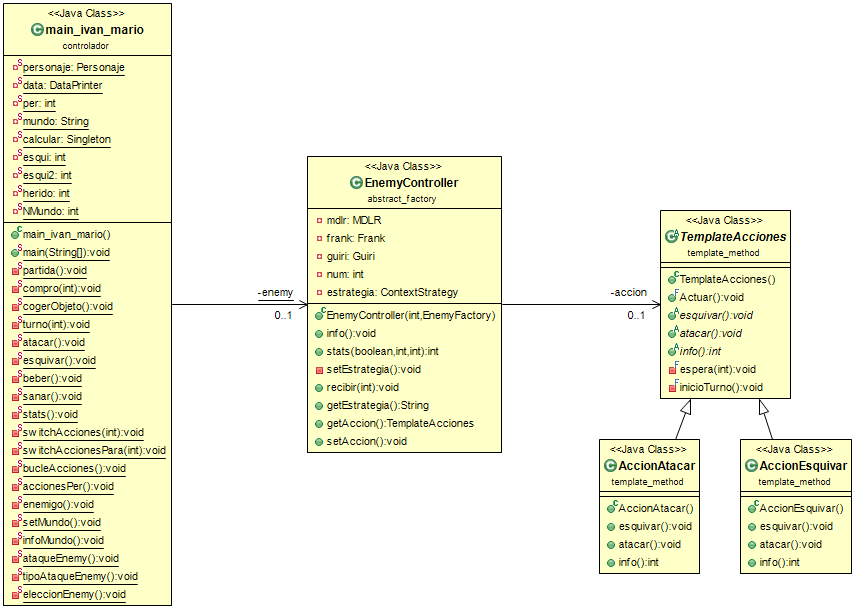 <<Java Class>>
main_ivan_mario
controlador
personaje: Personaje
data: DataPrinter
per: int
mundo: String
calcular: Singleton
esqui: int
esqui2: int
herido: int
NMundo: int
main_ivan_mario()
main(String[]):void
partida():void
compro(int):void
cogerObjeto():void
turno(int):void
atacar():void
esquivar():void
beber():void
sanar():void
stats():void
switchAcciones(int):void
switchAccionesPara(int):void
bucleAcciones():void
accionesPer():void
enemigo():void
setMundo():void
infoMundo():void
ataqueEnemy():void
tipoAtaqueEnemy():void
eleccionEnemy():void
-enemy
0..1
<<Java Class>>
EnemyController
abstract_factory
mdlr: MDLR
frank: Frank
guiri: Guiri
num: int
estrategia: ContextStrategy
EnemyController(int,EnemyFactory)
info():void
stats(boolean,int,int):int
setEstrategia():void
recibir(int):void
getEstrategia():String
getAccion():TemplateAcciones
setAccion():void
-accion
0..1
<<Java Class>>
TemplateAcciones
template_method
TemplateAcciones()
Actuar():void
esquivar():void
atacar():void
info():int
espera(int):void
inicioTurno():void
<<Java Class>>
AccionAtacar
template_method
AccionAtacar()
esquivar():void
atacar():void
info():int
<<Java Class>>
AccionEsquivar
template_method
AccionEsquivar()
esquivar():void
atacar():void
info():int